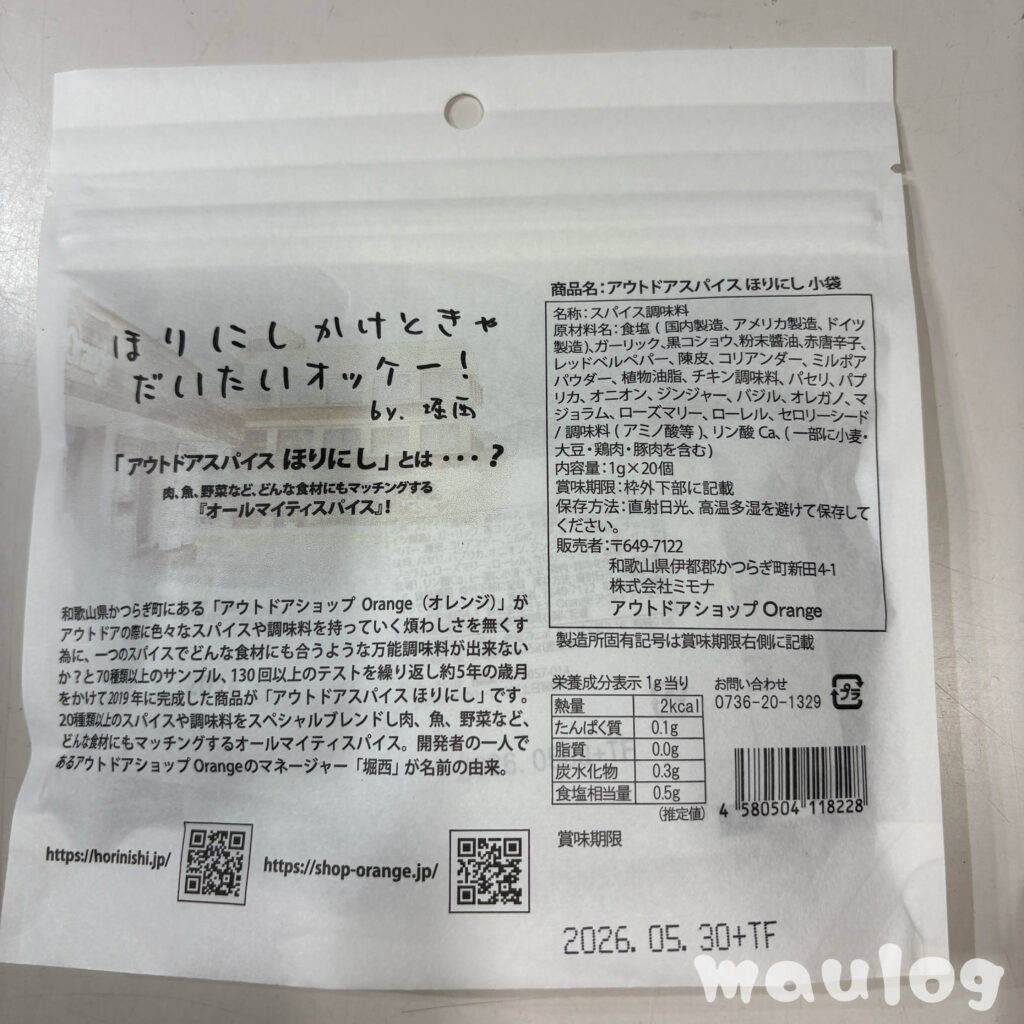 ほりにしかけときゃ
だいたいオッケー!
by. 堀西
「アウトドアスパイス ほりにし」とは・・・?
肉、魚、野菜など、どんな食材にもマッチングする
『オールマイティスパイス』!
和歌山県かつらぎ町にある「アウトドアショップ Orange（オレンジ）」が
アウトドアの際に色々なスパイスや調味料を持っていく煩わしさを無くす
為に、一つのスパイスでどんな食材にも合うような万能調味料が出来ない
か?と70種類以上のサンプル、130回以上のテストを繰り返し約5年の歳月
をかけて2019年に完成した商品が「アウトドアスパイス ほりにし」です。
20種類以上のスパイスや調味料をスペシャルブレンドし肉、魚、野菜など、
どんな食材にもマッチングするオールマイティスパイス。開発者の一人で
あるアウトドアショップ Orangeのマネージャー「堀西」が名前の由来。
https://horinishi.jp/
https://shop-orange.jp/
商品名:アウトドアスパイス ほりにし 小袋
名称:スパイス調味料
原材料名:食塩(国内製造、アメリカ製造、ドイツ
製造)、ガーリック、黒コショウ、粉末醤油、赤唐辛子、
レッドベルペパー、陳皮、コリアンダー、ミルポア
パウダー、植物油脂、チキン調味料、パセリ、パプ
リカ、オニオン、ジンジャー、バジル、オレガノ、マ
ジョラム、ローズマリー、ローレル、セロリーシード
/調味料(アミノ酸等)、リン酸Ca、(一部に小麦・
大豆・鶏肉・豚肉を含む)
内容量:1g×20個
賞味期限:枠外下部に記載
保存方法:直射日光、高温多湿を避けて保存して
ください。
販売者:〒649-7122
和歌山県伊都郡かつらぎ町新田4-1
株式会社ミモナ
アウトドアショップ Orange
製造所固有記号は賞味期限右側に記載
栄養成分表示 1g当り
熱量 2kcal
たんぱく質 0.1g
脂質 0.0g
炭水化物 0.3g
食塩相当量 0.5g
(推定値)
お問い合わせ
0736-20-1329
プラ
4 580504 118228
賞味期限
2026. 05. 30+TF
maulog